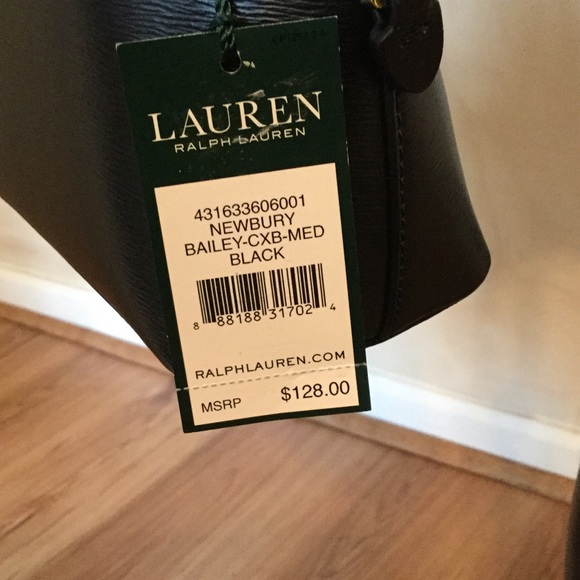 LAUREN
RALPH LAUREN
431633606001
NEWBURY
BAILEY-CXB-MED
BLACK
8 88188 31702 4
RALPHLAUREN.COM
MSRP $128.00